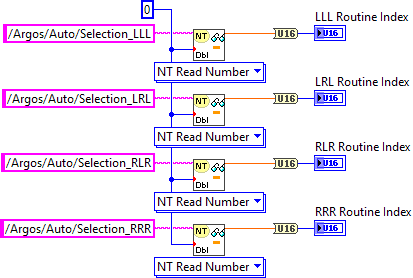 0
/Argos/Auto/Selection_LLL
NT
Dbl
U16
LLL Routine Index
U16
NT Read Number
/Argos/Auto/Selection_LRL
NT
Dbl
U16
LRL Routine Index
U16
NT Read Number
/Argos/Auto/Selection_RLR
NT
Dbl
U16
RLR Routine Index
U16
NT Read Number
/Argos/Auto/Selection_RRR
NT
Dbl
U16
RRR Routine Index
U16
NT Read Number